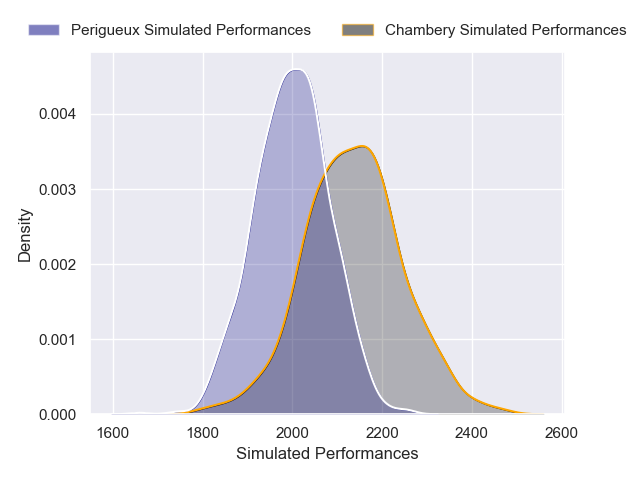 Perigueux Simulated Performances Chambery Simulated Performances
0.004
0.003
0.002
0.001
0.000
Density
1600 1800 2000 2200 2400 2600
Simulated Performances